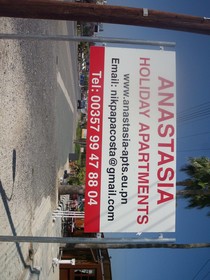 ANASTASIA
HOLIDAY APARTMENTS
www.anastasia-apts.eu.pn
Email: nikpapacosta@gmail.com
Tel: 00357 99 47 88 04